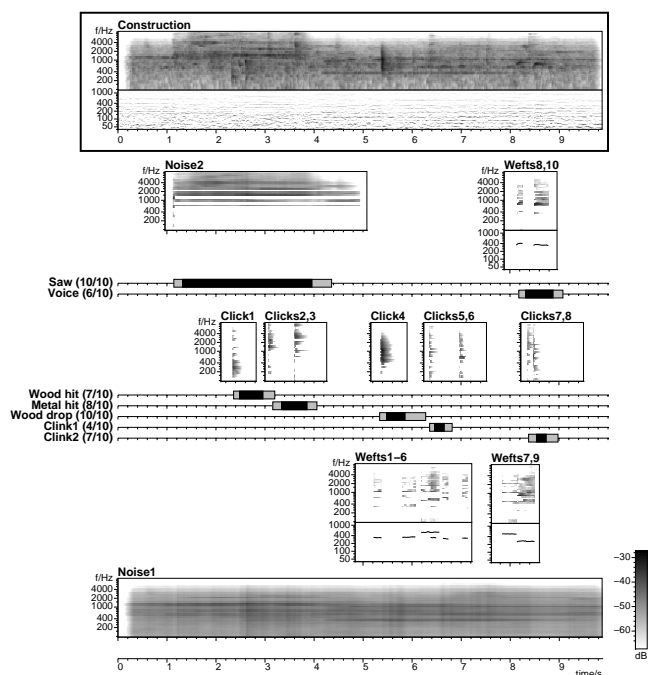 Construction
f/Hz
4000
2000
1000
400
200
1000
400
200
100
50
0 1 2 3 4 5 6 7 8 9
Noise2 Wefts8,10
f/Hz f/Hz
4000 4000
2000 2000
1000 1000
400 400
200 200
1000
400
200
100
50
Saw (10/10)
Voice (6/10)
Click1 Clicks2,3 Click4 Clicks5,6 Clicks7,8
f/Hz
4000
2000
1000
400
200
Wood hit (7/10)
Metal hit (8/10)
Wood drop (10/10)
Clink1 (4/10)
Clink2 (7/10)
Wefts1−6 Wefts7,9
f/Hz
4000
2000
1000
400
200
1000
400
200
100
50
Noise1
f/Hz
4000
2000
1000
400
200
−30
−40
−50
−60
dB
0 1 2 3 4 5 6 7 8 9
time/s